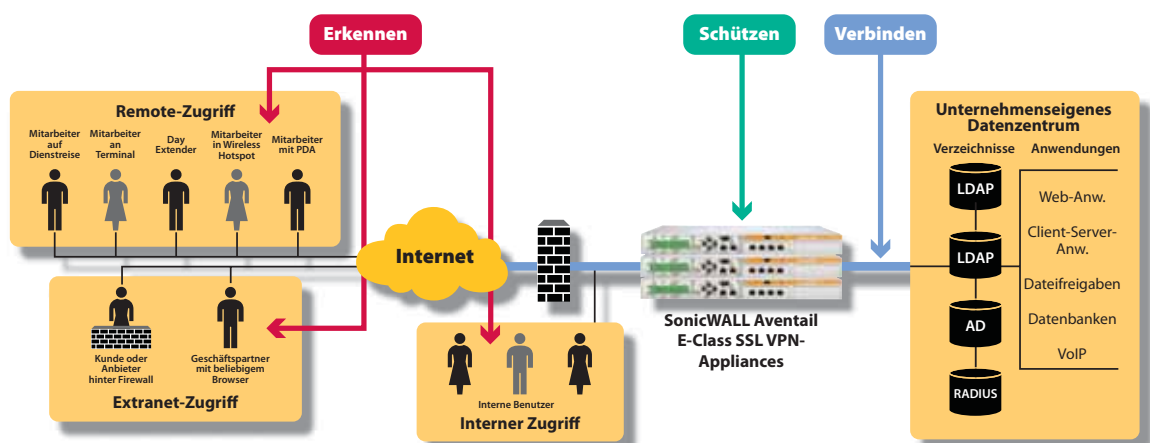 Erkennen
Schützen
Verbinden
Remote-Zugriff
Mitarbeiter
auf
Dienstreise
Mitarbeiter
an
Terminal
Day
Extender
Mitarbeiter
in Wireless
Hotspot
Mitarbeiter
mit PDA
Internet
Kunde oder
Anbieter
hinter Firewall
Geschäftspartner
mit beliebigem
Browser
Extranet-Zugriff
Interne Benutzer
Interner Zugriff
SonicWALL Aventail
E-Class SSL VPN-
Appliances
Unternehmenseigenes
Datenzentrum
Verzeichnisse
Anwendungen
LDAP
LDAP
AD
RADIUS
Web-Anw.
Client-Server-
Anw.
Dateifreigaben
Datenbanken
VoIP